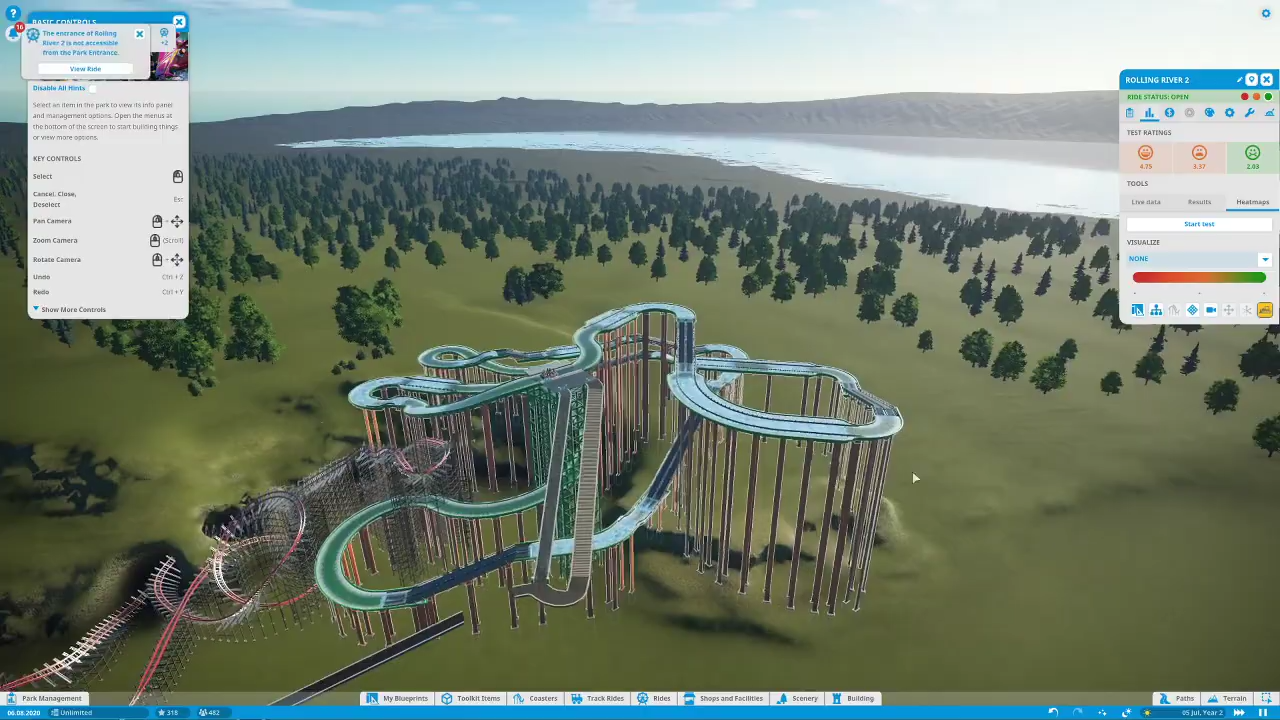 ?
BASIC CONTROLS
16
The entrance of Rolling
River 2 is not accessible
from the Park Entrance.
+2
View Ride
Disable All Hints
Select an item in the park to view its info panel
and management options. Open the menus at
the bottom of the screen to start building things
or view more options.
KEY CONTROLS
Select
Cancel, Close,
Deselect
Esc
Pan Camera
Zoom Camera
(Scroll)
Rotate Camera
Undo
Ctrl + Z
Redo
Ctrl + Y
Show More Controls
ROLLING RIVER 2
RIDE STATUS: OPEN
TEST RATINGS
4.75 3.37 2.03
TOOLS
Live data Results Heatmaps
Start test
VISUALIZE
NONE
- - -
Park Management
My Blueprints Toolkit Items Coasters Track Rides Rides Shops and Facilities Scenery Building
Paths Terrain
06.08.2020 Unlimited 318 482
05 Jul, Year 2